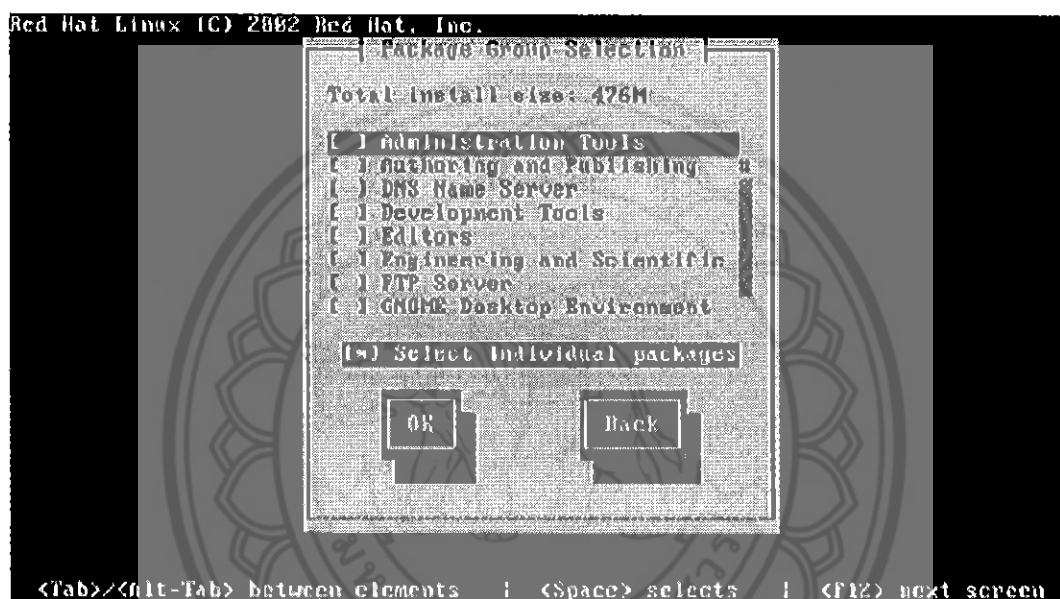 Red Hat Linux (C) 2002 Red Hat, Inc.
Package Group Selection
Total install size: 476M
[ ] Administration Tools
[ ] Authoring and Publishing
[ ] DNS Name Server
[ ] Development Tools
[ ] Editors
[ ] Engineering and Scientific
[ ] FTP Server
[ ] GNOME Desktop Environment
[*] Select individual packages
OK Back
<Tab>/<Alt-Tab> between elements | <Space> selects | <F12> next screen